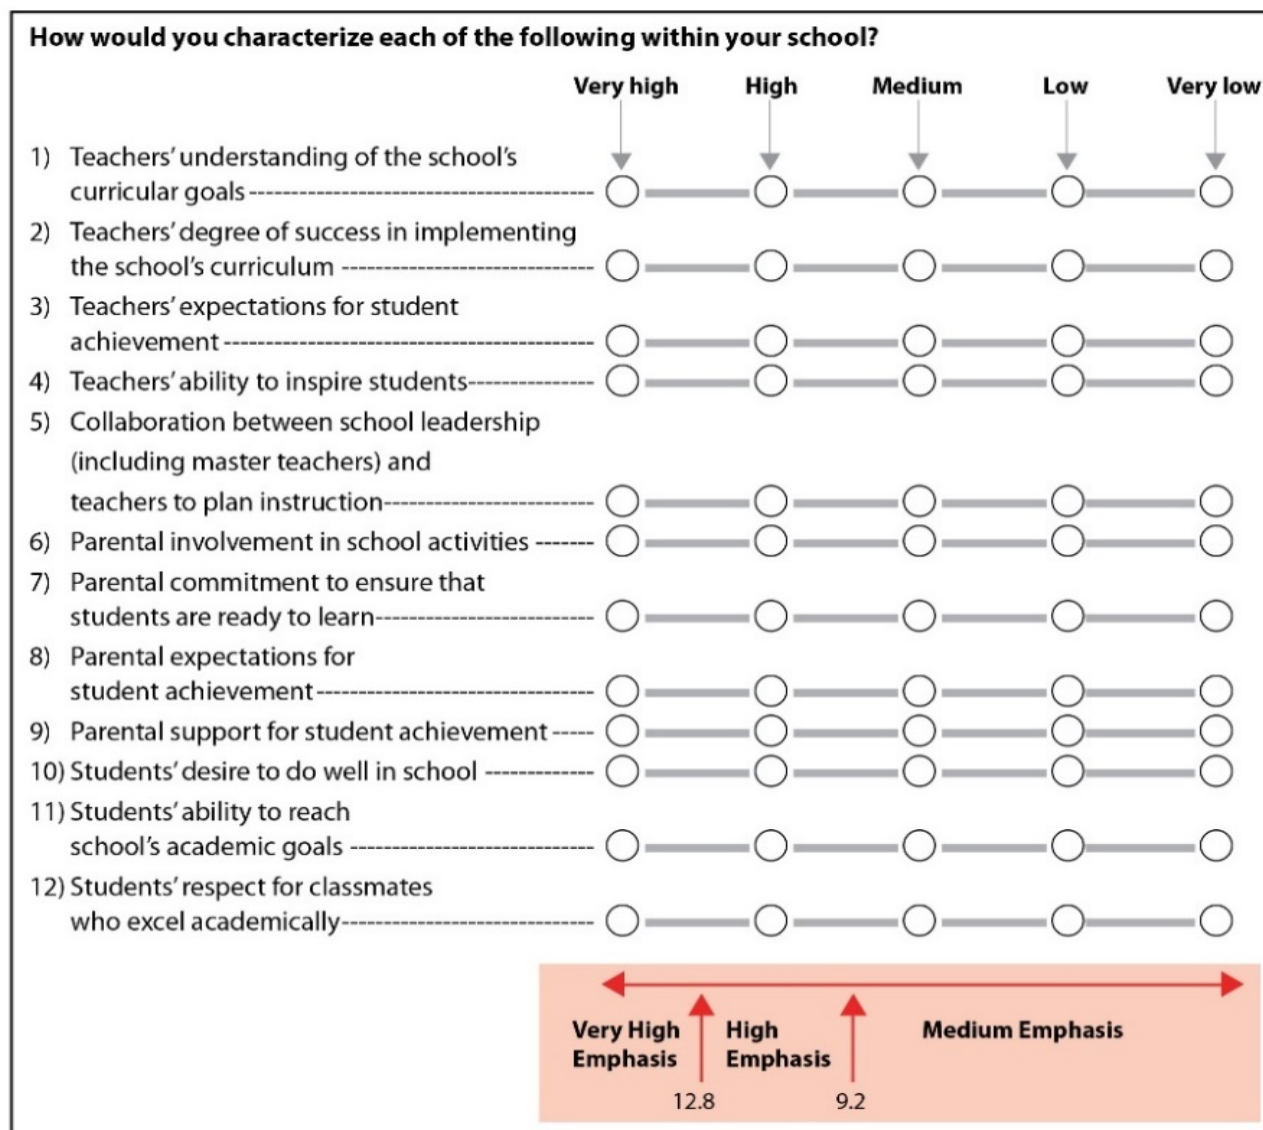 How would you characterize each of the following within your school?
Very high High Medium Low Very low
1) Teachers' understanding of the school's
curricular goals
2) Teachers' degree of success in implementing
the school's curriculum
3) Teachers' expectations for student
achievement
4) Teachers' ability to inspire students
5) Collaboration between school leadership
(including master teachers) and
teachers to plan instruction
6) Parental involvement in school activities
7) Parental commitment to ensure that
students are ready to learn
8) Parental expectations for
student achievement
9) Parental support for student achievement
10) Students' desire to do well in school
11) Students' ability to reach
school's academic goals
12) Students' respect for classmates
who excel academically
Very High High Medium Emphasis
Emphasis Emphasis
12.8 9.2